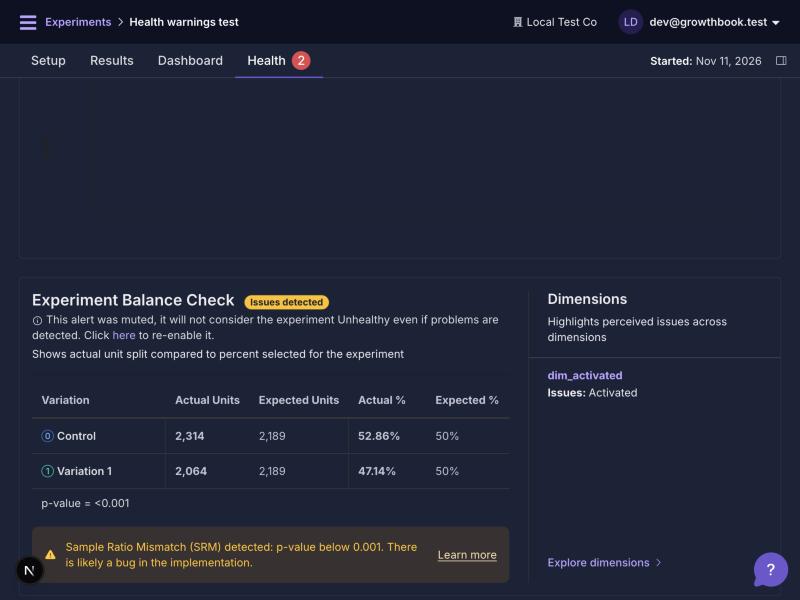 Experiments > Health warnings test
Local Test Co
LD dev@growthbook.test
Setup Results Dashboard Health 2
Started: Nov 11, 2026
Experiment Balance Check Issues detected
This alert was muted, it will not consider the experiment Unhealthy even if problems are
detected. Click here to re-enable it.
Shows actual unit split compared to percent selected for the experiment
Variation Actual Units Expected Units Actual % Expected %
0 Control 2,314 2,189 52.86% 50%
1 Variation 1 2,064 2,189 47.14% 50%
p-value = <0.001
Sample Ratio Mismatch (SRM) detected: p-value below 0.001. There
is likely a bug in the implementation.
Learn more
Dimensions
Highlights perceived issues across
dimensions
dim_activated
Issues: Activated
Explore dimensions >
N
?